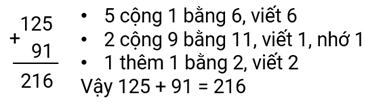 125
+
91
216
• 5 cộng 1 bằng 6, viết 6
• 2 cộng 9 bằng 11, viết 1, nhớ 1
• 1 thêm 1 bằng 2, viết 2
Vậy 125 + 91 = 216